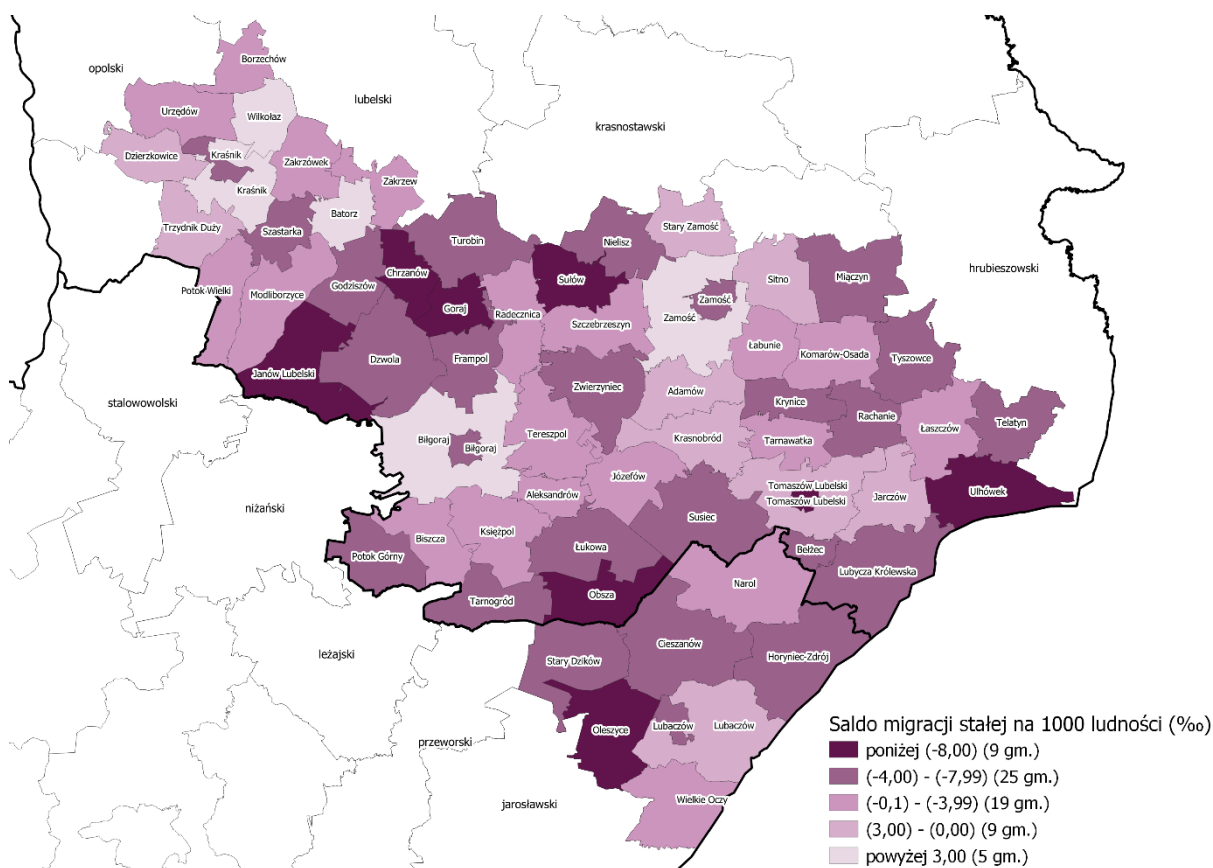 Borzechów
opolski
lubelski
Urzędów
Wilkołaz
krasnostawski
Dzierzkowice
Kraśnik
Zakrzówek
Zakrzew
Kraśnik
Batorz
Trzydnik Duży
Szastarka
Stary Zamość
Turobin
Nielisz
hrubieszowski
Chrzanów
Sułów
Sitno
Miączyn
Potok Wielki
Modliborzyce
Godziszów
Goraj
Radecznica
Zamość
Zamość
Szczebrzeszyn
Łabunie
Komarów-Osada
Tyszowce
Janów Lubelski
Dzwola
Frampol
Zwierzyniec
Adamów
stalowowolski
Krynice
Rachanie
Łaszczów
Telatyn
Biłgoraj
Biłgoraj
Tereszpol
Krasnobród
Tarnawatka
Józefów
Tomaszów Lubelski
Tomaszów Lubelski
Jarczów
Ulhówek
Aleksandrów
niżański
Susiec
Księżpol
Biszcza
Łukowa
Bełżec
Potok Górny
Lubycza Królewska
Narol
Obsza
Tarnogród
leżajski
Cieszanów
Stary Dzików
Horyniec-Zdrój
Oleszyce
Lubaczów
Lubaczów
przeworski
Wielkie Oczy
jarosławski
Saldo migracji stałej na 1000 ludności (‰)
poniżej (-8,00) (9 gm.)
(-4,00) - (-7,99) (25 gm.)
(-0,1) - (-3,99) (19 gm.)
(3,00) - (0,00) (9 gm.)
powyżej 3,00 (5 gm.)